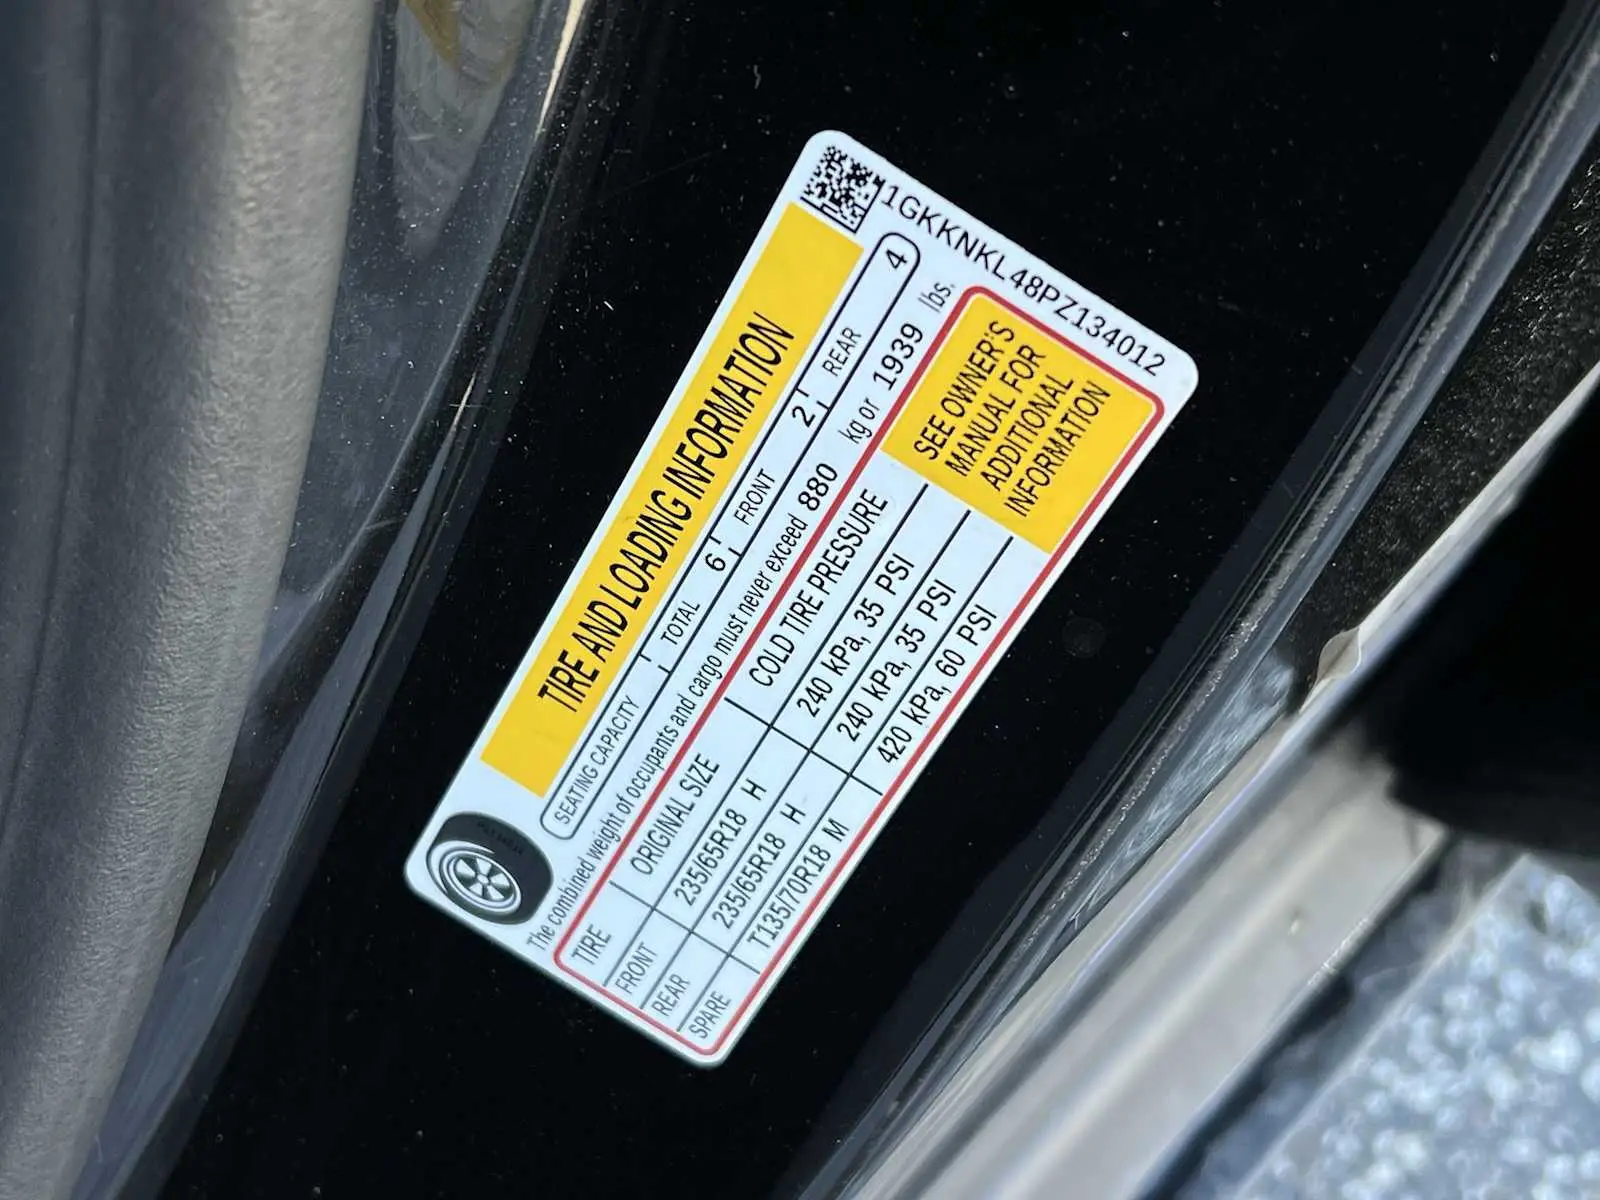 1GKKNKL48PZ134012
TIRE AND LOADING INFORMATION
SEATING CAPACITY TOTAL 6 FRONT 2 REAR 4
The combined weight of occupants and cargo must never exceed 880 kg or 1939 lbs.
TIRE ORIGINAL SIZE COLD TIRE PRESSURE
FRONT 235/65R18 H 240 kPa, 35 PSI
REAR 235/65R18 H 240 kPa, 35 PSI
SPARE T135/70R18 M 420 kPa, 60 PSI
SEE OWNER'S
MANUAL FOR
ADDITIONAL
INFORMATION